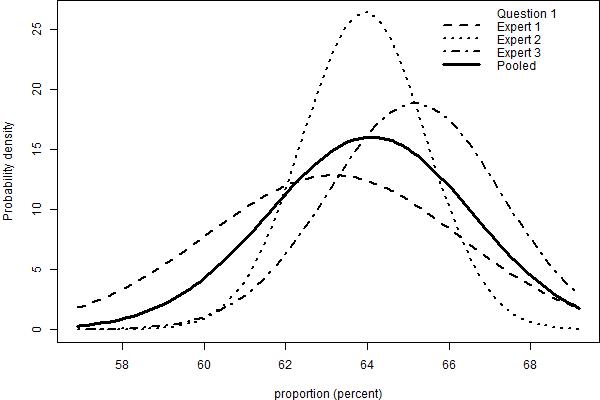 Question 1
Expert 1
Expert 2
Expert 3
Pooled
Probability density
25
20
15
10
5
0
58 60 62 64 66 68
proportion (percent)